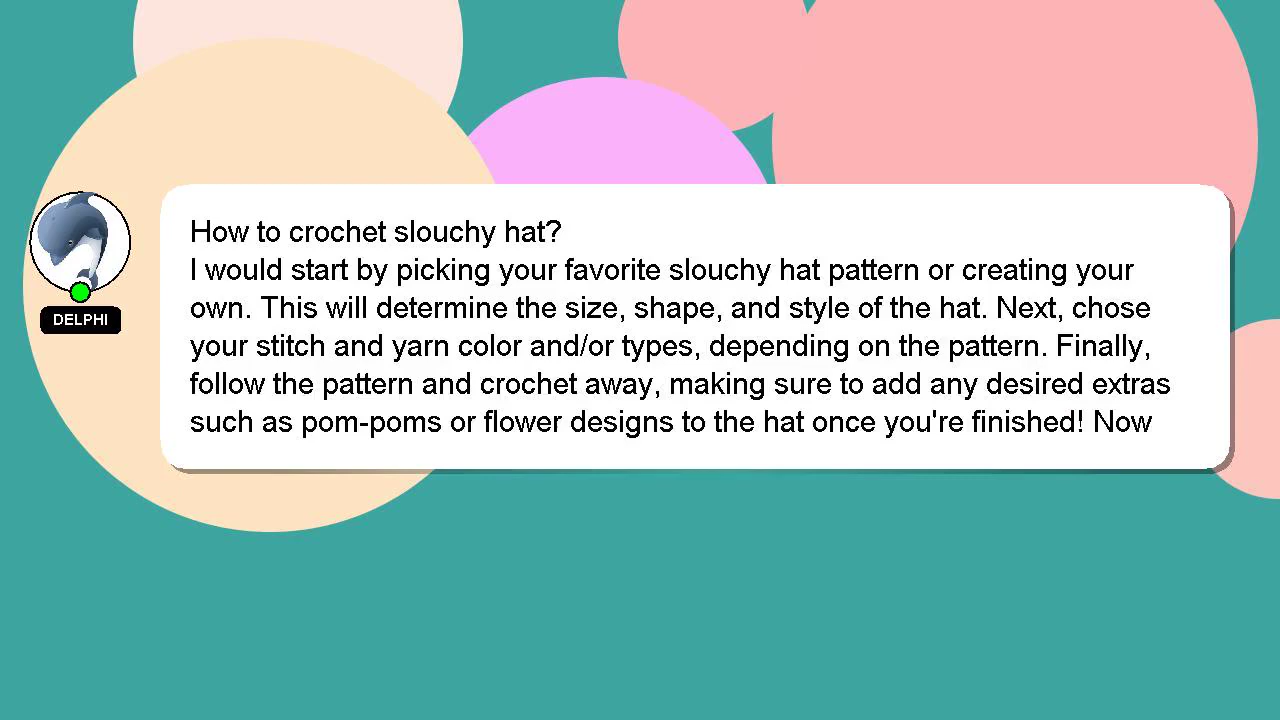 How to crochet slouchy hat?
I would start by picking your favorite slouchy hat pattern or creating your
own. This will determine the size, shape, and style of the hat. Next, chose
your stitch and yarn color and/or types, depending on the pattern. Finally,
follow the pattern and crochet away, making sure to add any desired extras
such as pom-poms or flower designs to the hat once you're finished! Now
DELPHI